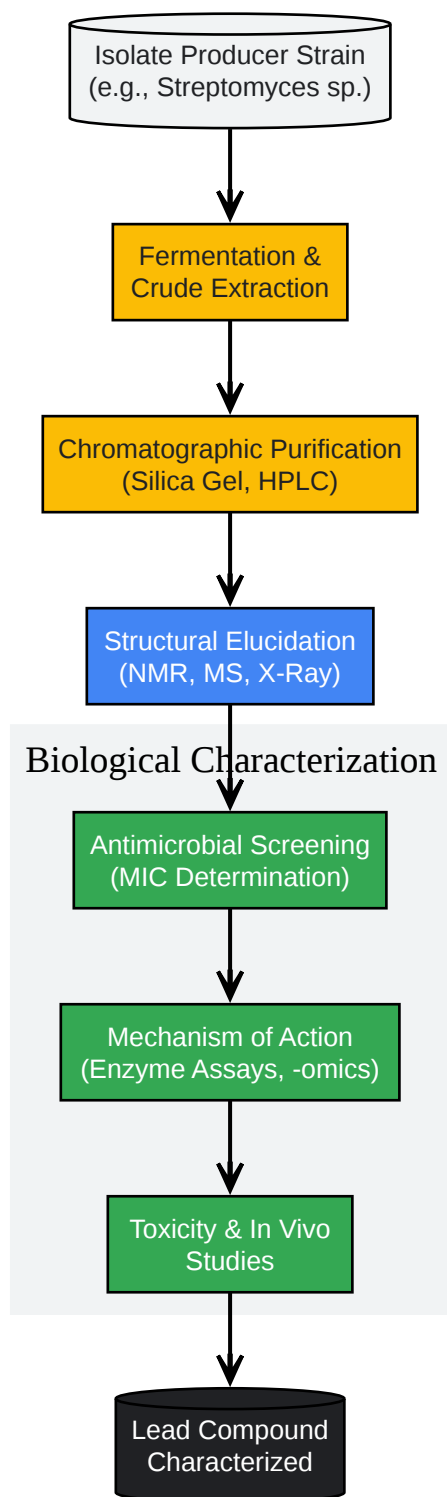 Isolate Producer Strain
(e.g., Streptomyces sp.)
Fermentation &
Crude Extraction
Chromatographic Purification
(Silica Gel, HPLC)
Structural Elucidation
(NMR, MS, X-Ray)
Biological Characterization
Antimicrobial Screening
(MIC Determination)
Mechanism of Action
(Enzyme Assays, -omics)
Toxicity & In Vivo
Studies
Lead Compound
Characterized